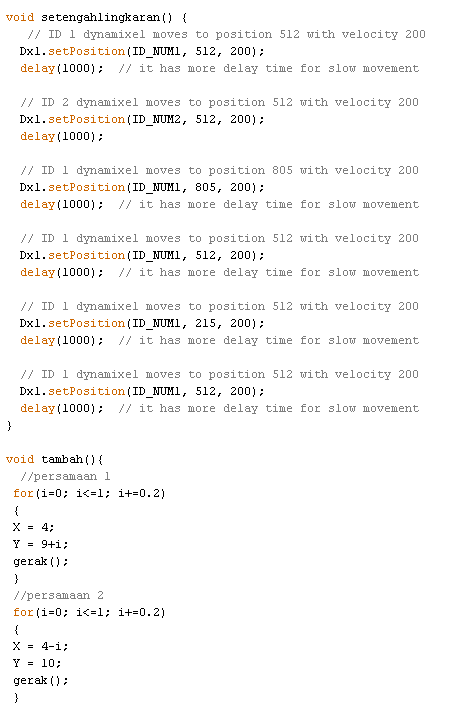 void setengahlingkaran() {
// ID 1 dynamixel moves to position 512 with velocity 200
Dxl.setPosition(ID_NUM1, 512, 200);
delay(1000);  // it has more delay time for slow movement
// ID 2 dynamixel moves to position 512 with velocity 200
Dxl.setPosition(ID_NUM2, 512, 200);
delay(1000);
// ID 1 dynamixel moves to position 805 with velocity 200
Dxl.setPosition(ID_NUM1, 805, 200);
delay(1000);  // it has more delay time for slow movement
// ID 1 dynamixel moves to position 512 with velocity 200
Dxl.setPosition(ID_NUM1, 512, 200);
delay(1000);  // it has more delay time for slow movement
// ID 1 dynamixel moves to position 512 with velocity 200
Dxl.setPosition(ID_NUM1, 215, 200);
delay(1000);  // it has more delay time for slow movement
// ID 1 dynamixel moves to position 512 with velocity 200
Dxl.setPosition(ID_NUM1, 512, 200);
delay(1000);  // it has more delay time for slow movement
}
void tambah(){
//persamaan 1
for(i=0; i<=1; i+=0.2)
{
X = 4;
Y = 9+i;
gerak();
}
//persamaan 2
for(i=0; i<=1; i+=0.2)
{
X = 4-i;
Y = 10;
gerak();
}